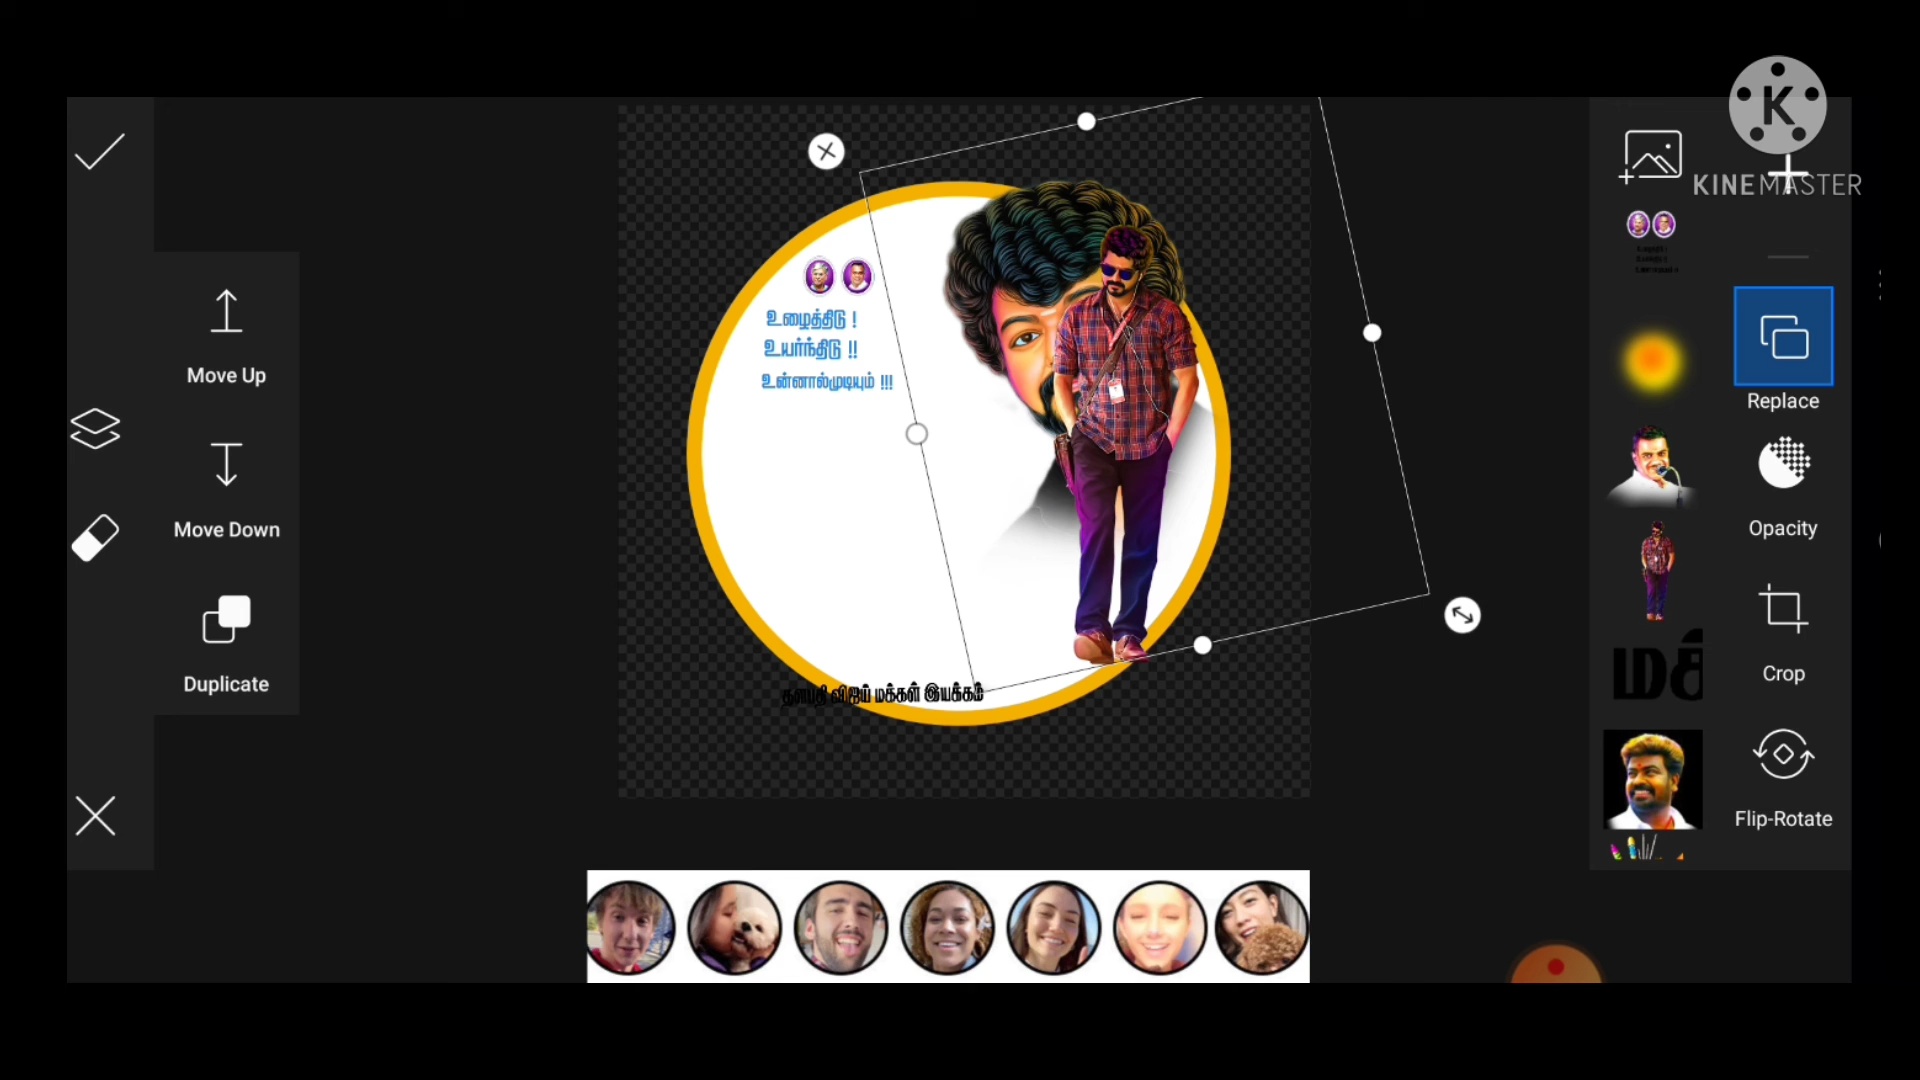 KINEMASTER
Move Up
Move Down
Duplicate
உழைத்திடு !
உயர்ந்திடு !!
உன்னால்முடியும் !!!
தளபதி விஜய் மக்கள் இயக்கம்
Replace
Opacity
Crop
Flip-Rotate